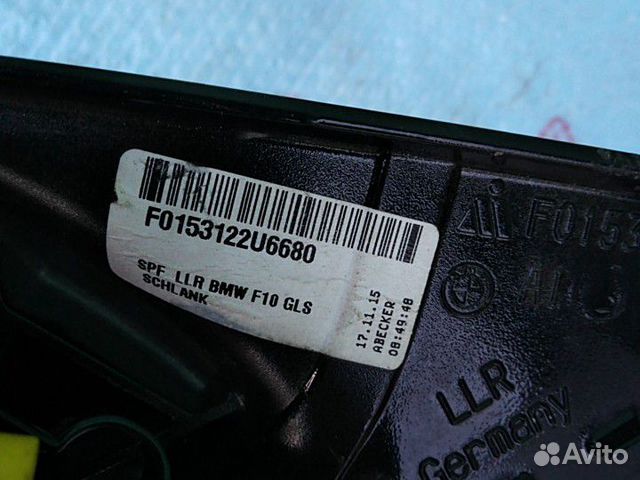 F0153122U6680
SPF LLR BMW F10 GLS
SCHLANK
17.11.15
ABECKER
08:49:48
F0153
LLR
Germany
Avito